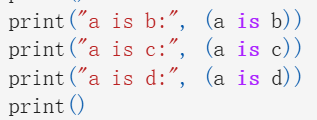 print("a is b:", (a is b))
print("a is c:", (a is c))
print("a is d:", (a is d))
print()